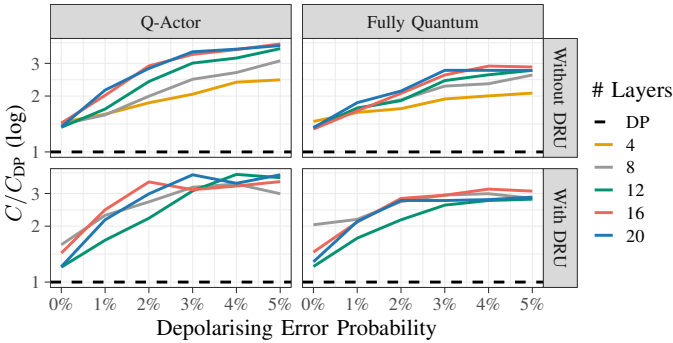 Q-Actor
Fully Quantum
C/C_DP (log)
3
2
1
3
2
1
Without DRU
With DRU
0% 1% 2% 3% 4% 5%
0% 1% 2% 3% 4% 5%
Depolarising Error Probability
# Layers
DP
4
8
12
16
20